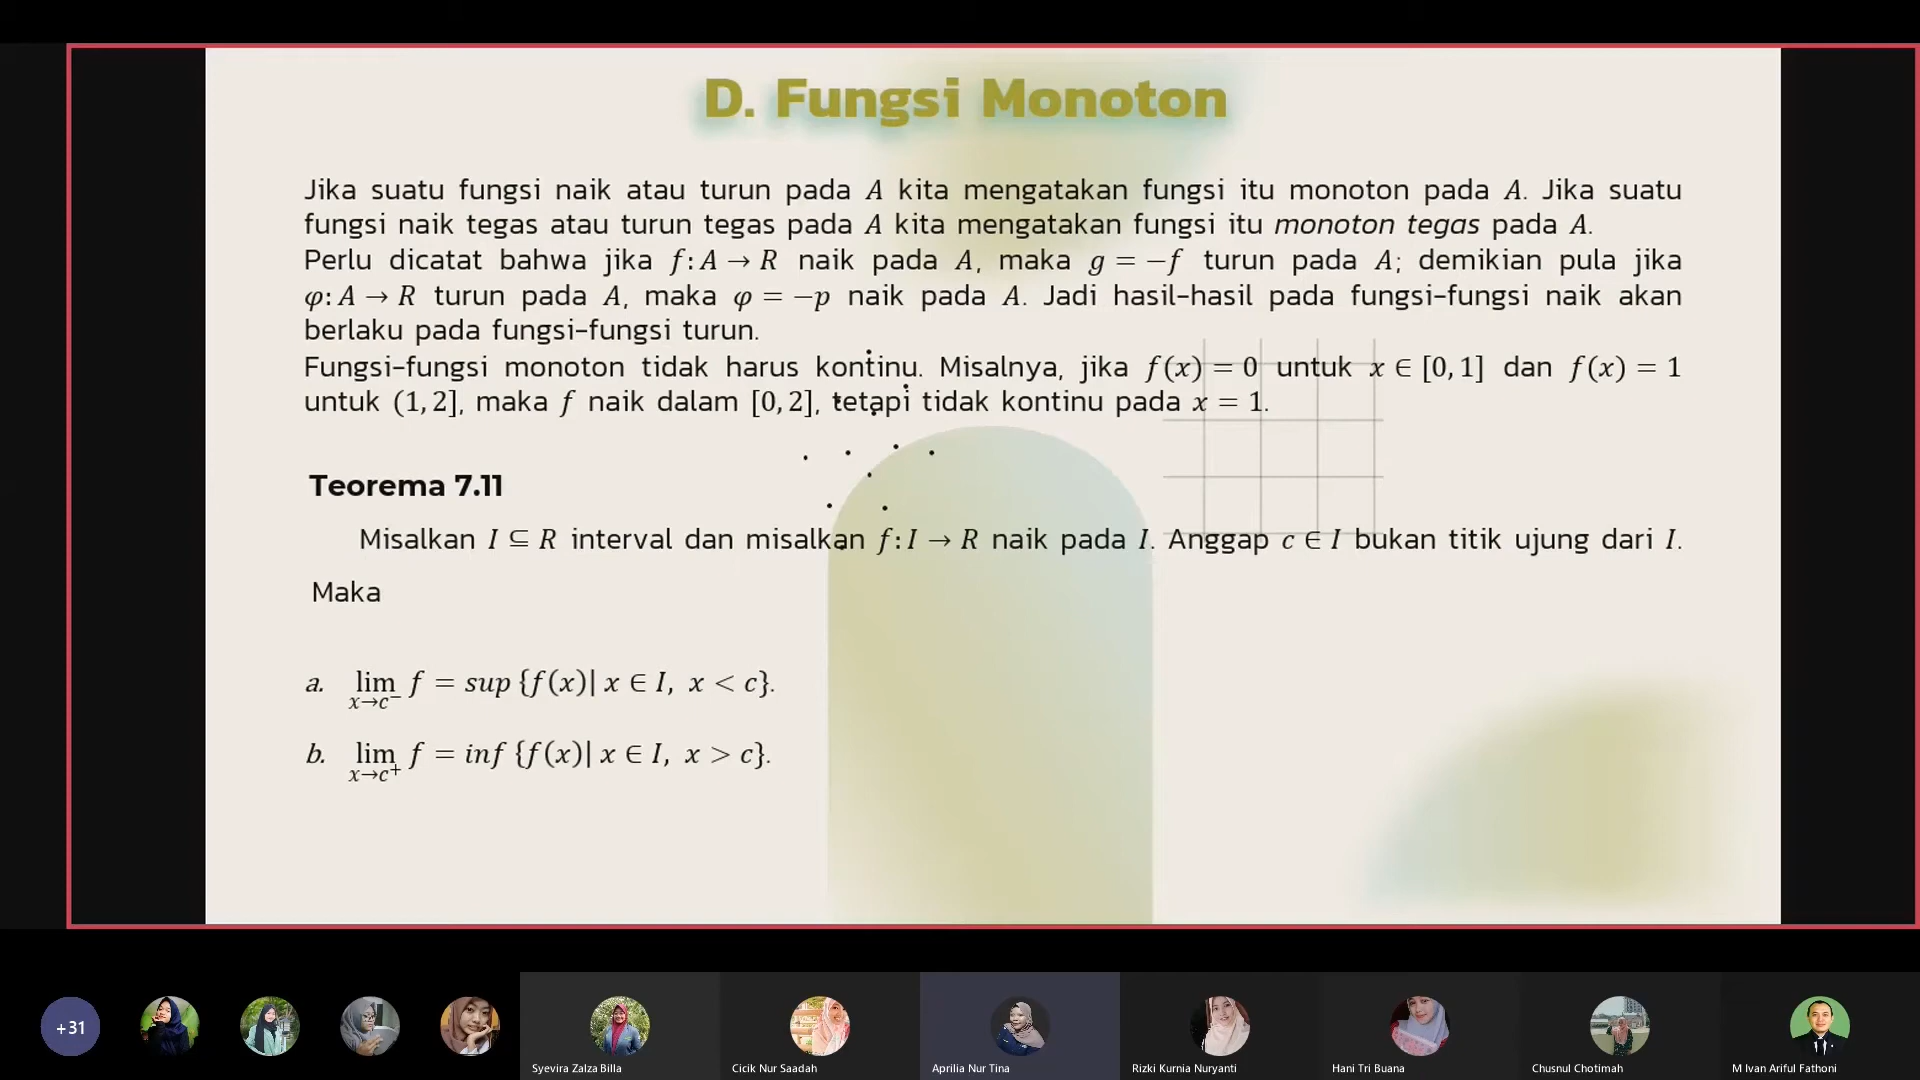 D. Fungsi Monoton
Jika suatu fungsi naik atau turun pada A kita mengatakan fungsi itu monoton pada A. Jika suatu
fungsi naik tegas atau turun tegas pada A kita mengatakan fungsi itu monoton tegas pada A.
Perlu dicatat bahwa jika f: A → R naik pada A, maka g = −f turun pada A; demikian pula jika
φ: A → R turun pada A, maka φ = −p naik pada A. Jadi hasil-hasil pada fungsi-fungsi naik akan
berlaku pada fungsi-fungsi turun.
Fungsi-fungsi monoton tidak harus kontinu. Misalnya, jika f(x) = 0 untuk x ∈ [0, 1] dan f(x) = 1
untuk (1, 2], maka f naik dalam [0, 2], tetapi tidak kontinu pada x = 1.
Teorema 7.11
Misalkan I ⊆ R interval dan misalkan f: I → R naik pada I. Anggap c ∈ I bukan titik ujung dari I.
Maka
a. lim x→c⁻ f = sup {f(x)| x ∈ I, x < c}.
b. lim x→c⁺ f = inf {f(x)| x ∈ I, x > c}.
+31
Syevira Zalza Billa
Cicik Nur Saadah
Aprilia Nur Tina
Rizki Kurnia Nuryanti
Hani Tri Buana
Chusnul Chotimah
M Ivan Ariful Fathoni